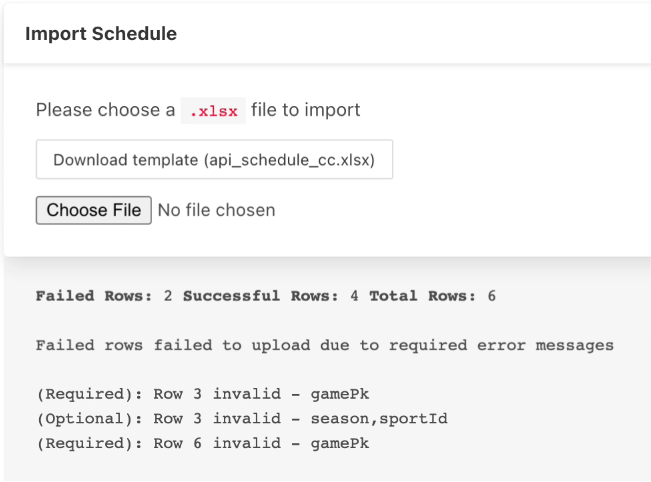 Import Schedule
Please choose a .xlsx file to import
Download template (api_schedule_cc.xlsx)
Choose File No file chosen
Failed Rows: 2 Successful Rows: 4 Total Rows: 6
Failed rows failed to upload due to required error messages
(Required): Row 3 invalid - gamePk
(Optional): Row 3 invalid - season,sportId
(Required): Row 6 invalid - gamePk